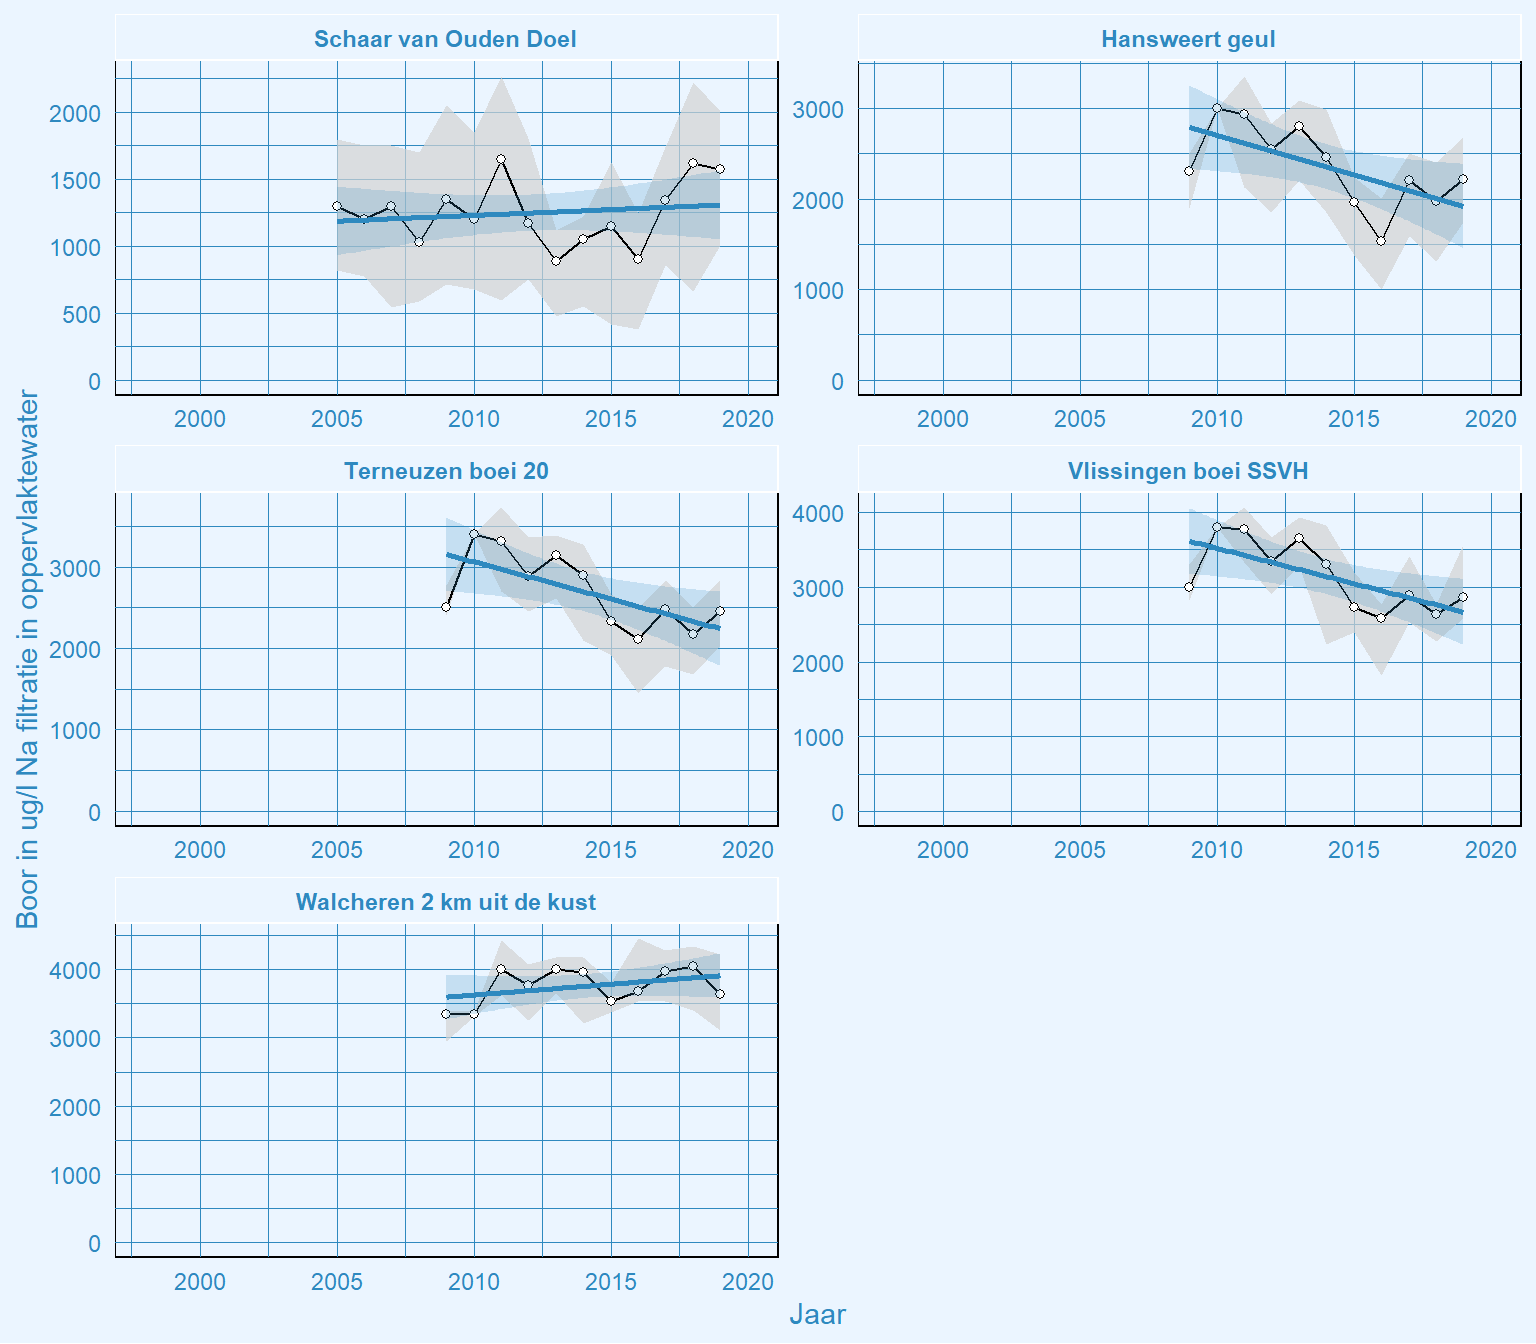 Boor in ug/l Na filtratie in oppervlaktewater
Schaar van Ouden Doel
2000
1500
1000
500
0
2000 2005 2010 2015 2020
Hansweert geul
3000
2000
1000
0
2000 2005 2010 2015 2020
Terneuzen boei 20
3000
2000
1000
0
2000 2005 2010 2015 2020
Vlissingen boei SSVH
4000
3000
2000
1000
0
2000 2005 2010 2015 2020
Walcheren 2 km uit de kust
4000
3000
2000
1000
0
2000 2005 2010 2015 2020
Jaar